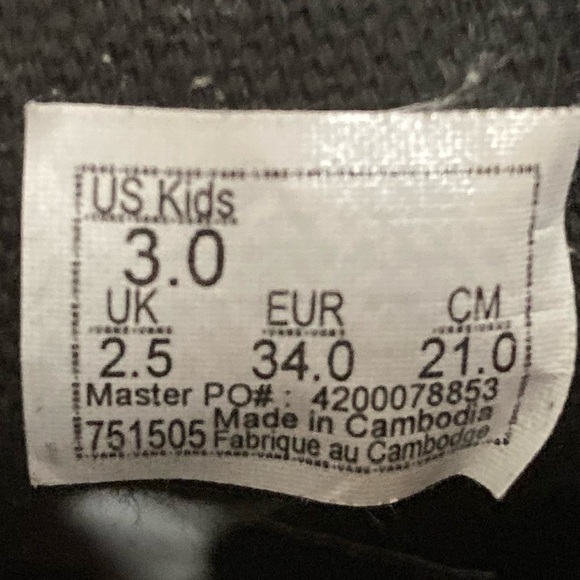 US Kids
3.0
UK EUR CM
2.5 34.0 21.0
Master PO# : 4200078853
751505 Made in Cambodia
Fabrique au Cambodge